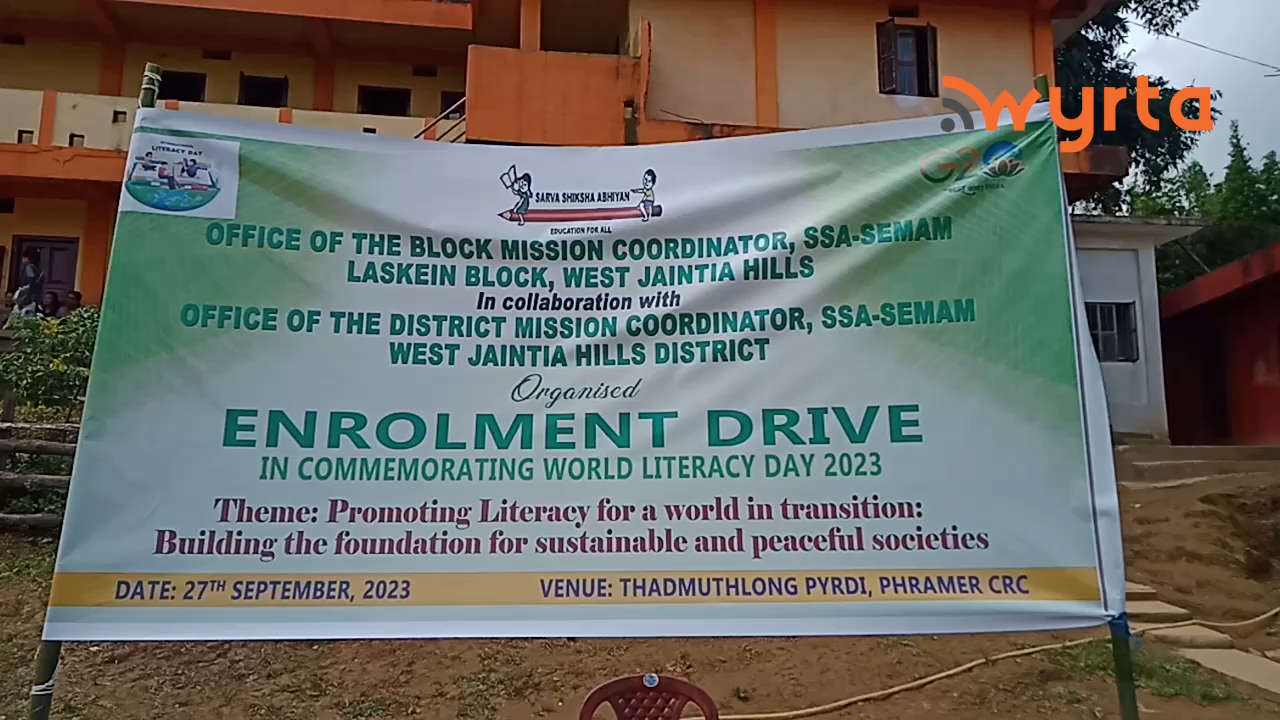 wyrta
INTERNATIONAL
LITERACY DAY
G20
SARVA SHIKSHA ABHIYAN
EDUCATION FOR ALL
OFFICE OF THE BLOCK MISSION COORDINATOR, SSA-SEMAM
LASKEIN BLOCK, WEST JAINTIA HILLS
In collaboration with
OFFICE OF THE DISTRICT MISSION COORDINATOR, SSA-SEMAM
WEST JAINTIA HILLS DISTRICT
Organised
ENROLMENT DRIVE
IN COMMEMORATING WORLD LITERACY DAY 2023
Theme: Promoting Literacy for a world in transition:
Building the foundation for sustainable and peaceful societies
DATE: 27TH SEPTEMBER, 2023
VENUE: THADMUTHLONG PYRDI, PHRAMER CRC